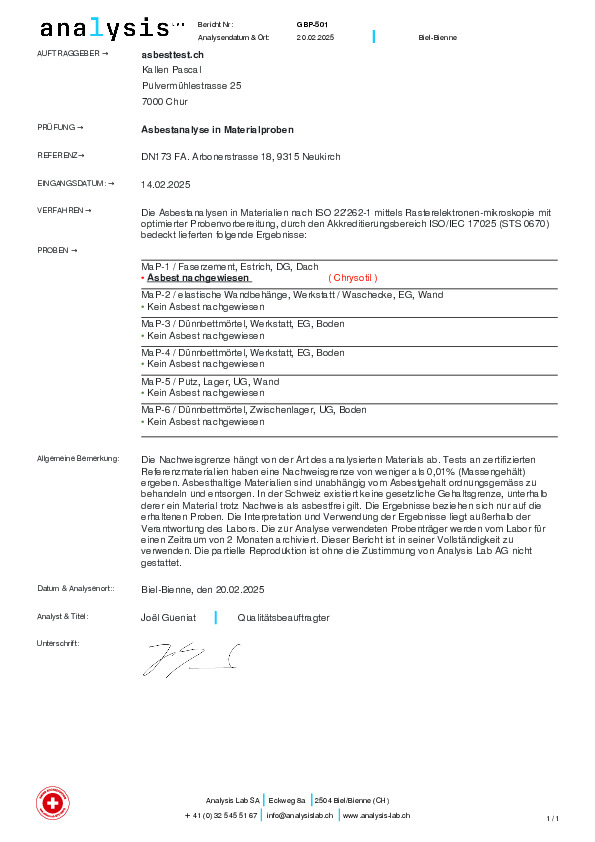 analysis
Bericht Nr: GBP-501
Analysendatum & Ort: 20.02.2025 Biel-Bienne
AUFTRAGGEBER → asbesttest.ch
Kallen Pascal
Pulvermühlestrasse 25
7000 Chur
PRÜFUNG → Asbestanalyse in Materialproben
REFERENZ→ DN173 FA. Arbonerstrasse 18, 9315 Neukirch
EINGANGSDATUM: → 14.02.2025
VERFAHREN → Die Asbestanalysen in Materialien nach ISO 22'262-1 mittels Rasterelektronen-mikroskopie mit
optimierter Probenvorbereitung, durch den Akkreditierungsbereich ISO/IEC 17025 (STS 0670)
bedeckt lieferten folgende Ergebnisse:
PROBEN →
MaP-1 / Faserzement, Estrich, DG, Dach
• Asbest nachgewiesen ( Chrysotil )
MaP-2 / elastische Wandbehänge, Werkstatt / Waschecke, EG, Wand
• Kein Asbest nachgewiesen
MaP-3 / Dünnbettmörtel, Werkstatt, EG, Boden
• Kein Asbest nachgewiesen
MaP-4 / Dünnbettmörtel, Werkstatt, EG, Boden
• Kein Asbest nachgewiesen
MaP-5 / Putz, Lager, UG, Wand
• Kein Asbest nachgewiesen
MaP-6 / Dünnbettmörtel, Zwischenlager, UG, Boden
• Kein Asbest nachgewiesen
Allgemeine Bemerkung: Die Nachweisgrenze hängt von der Art des analysierten Materials ab. Tests an zertifizierten
Referenzmaterialien haben eine Nachweisgrenze von weniger als 0,01% (Massengehält)
ergeben. Asbesthaltige Materialien sind unabhängig vom Asbestgehalt ordnungsgemäss zu
behandeln und entsorgen. In der Schweiz existiert keine gesetzliche Gehaltsgrenze, unterhalb
derer ein Material trotz Nachweis als asbestfrei gilt. Die Ergebnisse beziehen sich nur auf die
erhaltenen Proben. Die Interpretation und Verwendung der Ergebnisse liegt außerhalb der
Verantwortung des Labors. Die zur Analyse verwendeten Probenträger werden vom Labor für
einen Zeitraum von 2 Monaten archiviert. Dieser Bericht ist in seiner Vollständigkeit zu
verwenden. Die partielle Reproduktion ist ohne die Zustimmung von Analysis Lab AG nicht
gestattet.
Datum & Analysenort:: Biel-Bienne, den 20.02.2025
Analyst & Titel: Joël Gueniat Qualitätsbeauftragter
Unterschrift:
Analysis Lab SA Eckweg 8a 2504 Biel/Bienne (CH)
+ 41 (0) 32 545 51 67 info@analysislab.ch www.analysis-lab.ch
1 / 1